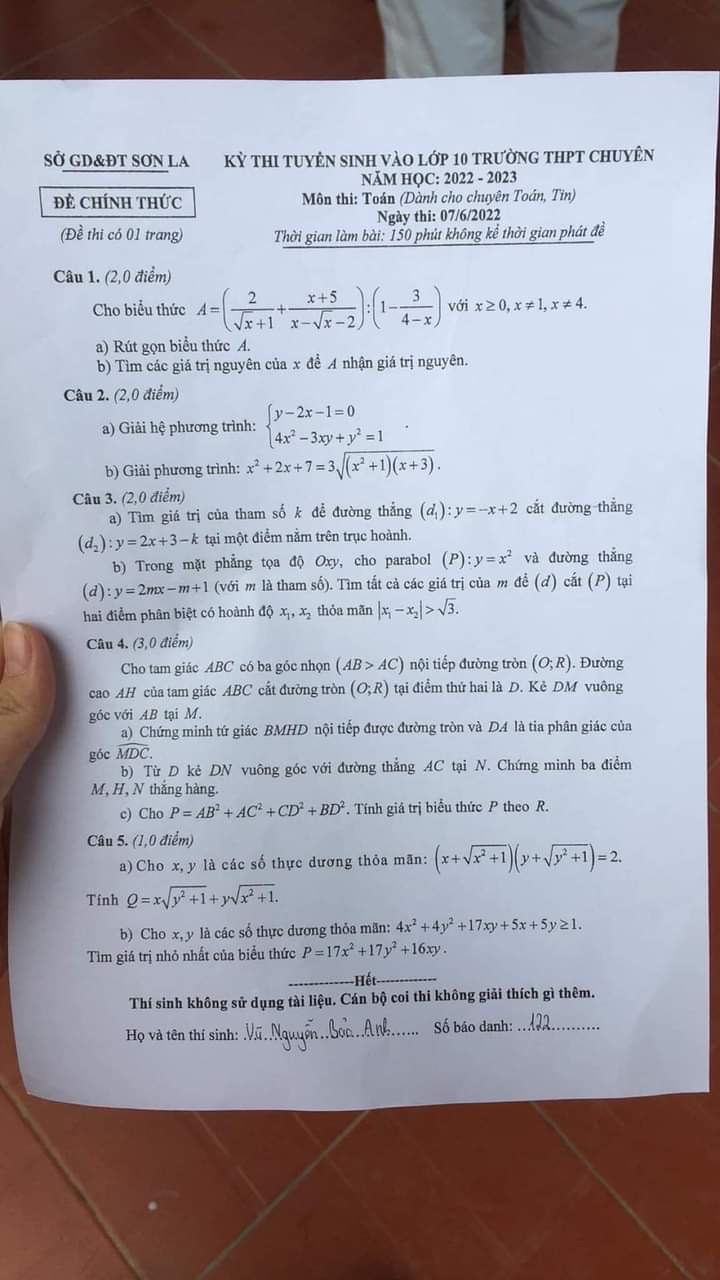 SỞ GD&ĐT SƠN LA
KỲ THI TUYỂN SINH VÀO LỚP 10 TRƯỜNG THPT CHUYÊN
NĂM HỌC: 2022 - 2023
ĐỀ CHÍNH THỨC
Môn thi: Toán (Dành cho chuyên Toán, Tin)
Ngày thi: 07/6/2022
(Đề thi có 01 trang)
Thời gian làm bài: 150 phút không kể thời gian phát đề
Câu 1. (2,0 điểm)
Cho biểu thức A = (2/(√x+1) + (x+5)/(x-√x-2)) : (1 - 3/(4-x)) với x ≥ 0, x ≠ 1, x ≠ 4.
a) Rút gọn biểu thức A.
b) Tìm các giá trị nguyên của x để A nhận giá trị nguyên.
Câu 2. (2,0 điểm)
a) Giải hệ phương trình: { y - 2x - 1 = 0
4x² - 3xy + y² = 1 .
b) Giải phương trình: x² + 2x + 7 = 3√((x² + 1)(x + 3)) .
Câu 3. (2,0 điểm)
a) Tìm giá trị của tham số k để đường thẳng (d₁): y = -x + 2 cắt đường thẳng
(d₂): y = 2x + 3 - k tại một điểm nằm trên trục hoành.
b) Trong mặt phẳng tọa độ Oxy, cho parabol (P): y = x² và đường thẳng
(d): y = 2mx - m + 1 (với m là tham số). Tìm tất cả các giá trị của m để (d) cắt (P) tại
hai điểm phân biệt có hoành độ x₁, x₂ thỏa mãn |x₁ - x₂| > √3.
Câu 4. (3,0 điểm)
Cho tam giác ABC có ba góc nhọn (AB > AC) nội tiếp đường tròn (O;R). Đường
cao AH của tam giác ABC cắt đường tròn (O;R) tại điểm thứ hai là D. Kẻ DM vuông
góc với AB tại M.
a) Chứng minh tứ giác BMHD nội tiếp được đường tròn và DA là tia phân giác của
góc MDC.
b) Từ D kẻ DN vuông góc với đường thẳng AC tại N. Chứng minh ba điểm
M, H, N thẳng hàng.
c) Cho P = AB² + AC² + CD² + BD². Tính giá trị biểu thức P theo R.
Câu 5. (1,0 điểm)
a) Cho x, y là các số thực dương thỏa mãn: (x + √(x² + 1))(y + √(y² + 1)) = 2.
Tính Q = x√(y² + 1) + y√(x² + 1).
b) Cho x, y là các số thực dương thỏa mãn: 4x² + 4y² + 17xy + 5x + 5y ≥ 1.
Tìm giá trị nhỏ nhất của biểu thức P = 17x² + 17y² + 16xy .
-------------Hết-------------
Thí sinh không sử dụng tài liệu. Cán bộ coi thi không giải thích gì thêm.
Họ và tên thí sinh: Vũ Nguyễn Bảo Anh Số báo danh: 122